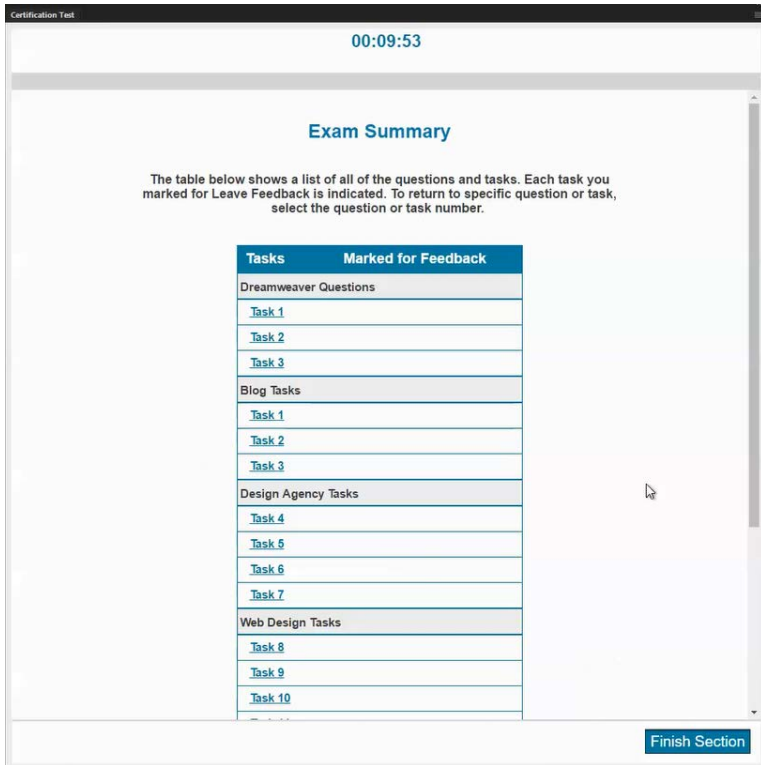 Certification Test
00:09:53
Exam Summary
The table below shows a list of all of the questions and tasks. Each task you
marked for Leave Feedback is indicated. To return to specific question or task,
select the question or task number.
Tasks Marked for Feedback
Dreamweaver Questions
Task 1
Task 2
Task 3
Blog Tasks
Task 1
Task 2
Task 3
Design Agency Tasks
Task 4
Task 5
Task 6
Task 7
Web Design Tasks
Task 8
Task 9
Task 10
Finish Section